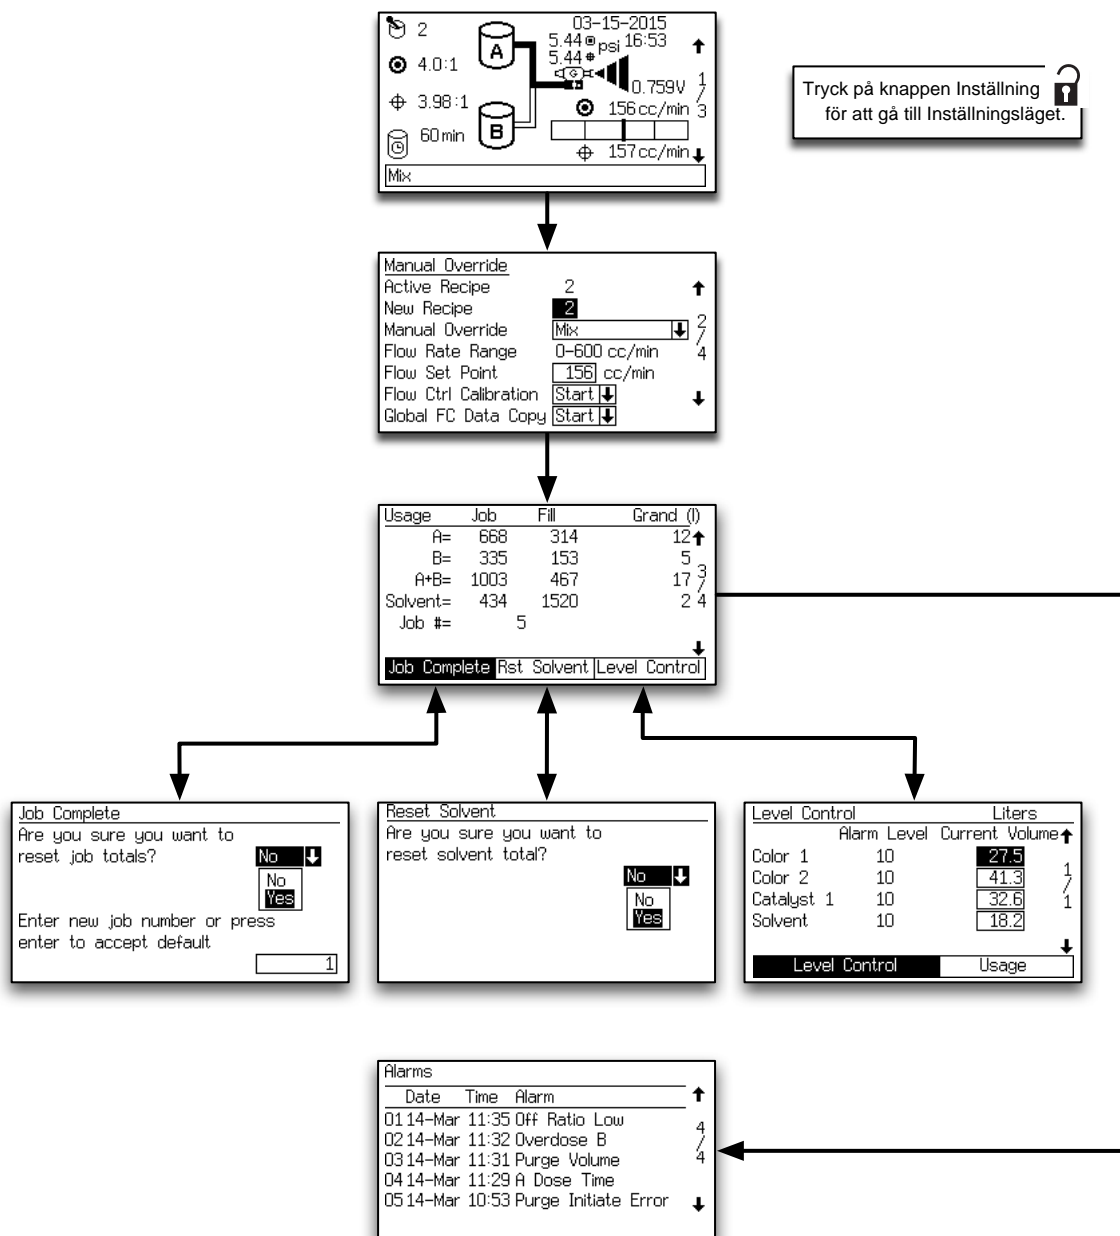 2
4.0:1
3.98:1
60 min
A
B
03-15-2015
5.44 psi 16:53
5.44
G
0.759V
156cc/min
157cc/min
1
/
3
Mix
Tryck på knappen Inställning
för att gå till Inställningsläget.
Manual Override
Active Recipe 2
New Recipe 2
Manual Override Mix
Flow Rate Range 0-600 cc/min
Flow Set Point 156 cc/min
Flow Ctrl Calibration Start
Global FC Data Copy Start
2
/
4
Usage Job Fill Grand (l)
A= 668 314 12
B= 335 153 5
A+B= 1003 467 17
Solvent= 434 1520 2
Job #= 5
3
/
4
Job Complete Rst Solvent Level Control
Job Complete
Are you sure you want to
reset job totals? No
No
Yes
Enter new job number or press
enter to accept default
1
Reset Solvent
Are you sure you want to
reset solvent total?
No
No
Yes
Level Control Liters
Alarm Level Current Volume
Color 1 10 27.5
Color 2 10 41.3
Catalyst 1 10 32.6
Solvent 10 18.2
1
/
1
Level Control Usage
Alarms
Date Time Alarm
01 14-Mar 11:35 Off Ratio Low
02 14-Mar 11:32 Overdose B
03 14-Mar 11:31 Purge Volume
04 14-Mar 11:29 A Dose Time
05 14-Mar 10:53 Purge Initiate Error
4
/
4